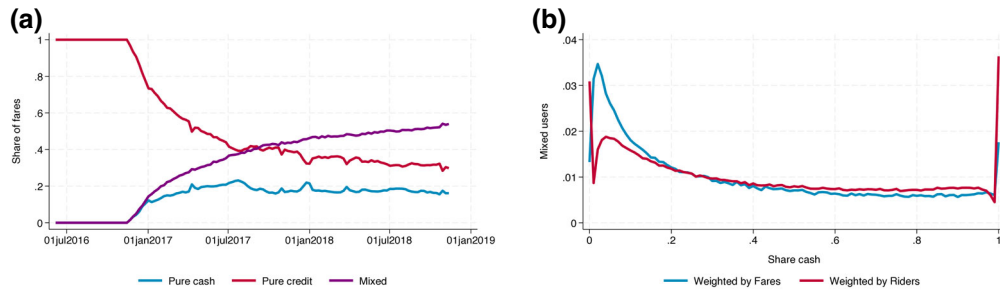 (a)
Share of fares
1
.8
.6
.4
.2
0
01jul2016 01jan2017 01jul2017 01jan2018 01jul2018 01jan2019
Pure cash Pure credit Mixed
(b)
Mixed users
.04
.03
.02
.01
0
0 .2 .4 .6 .8 1
Share cash
Weighted by Fares Weighted by Riders